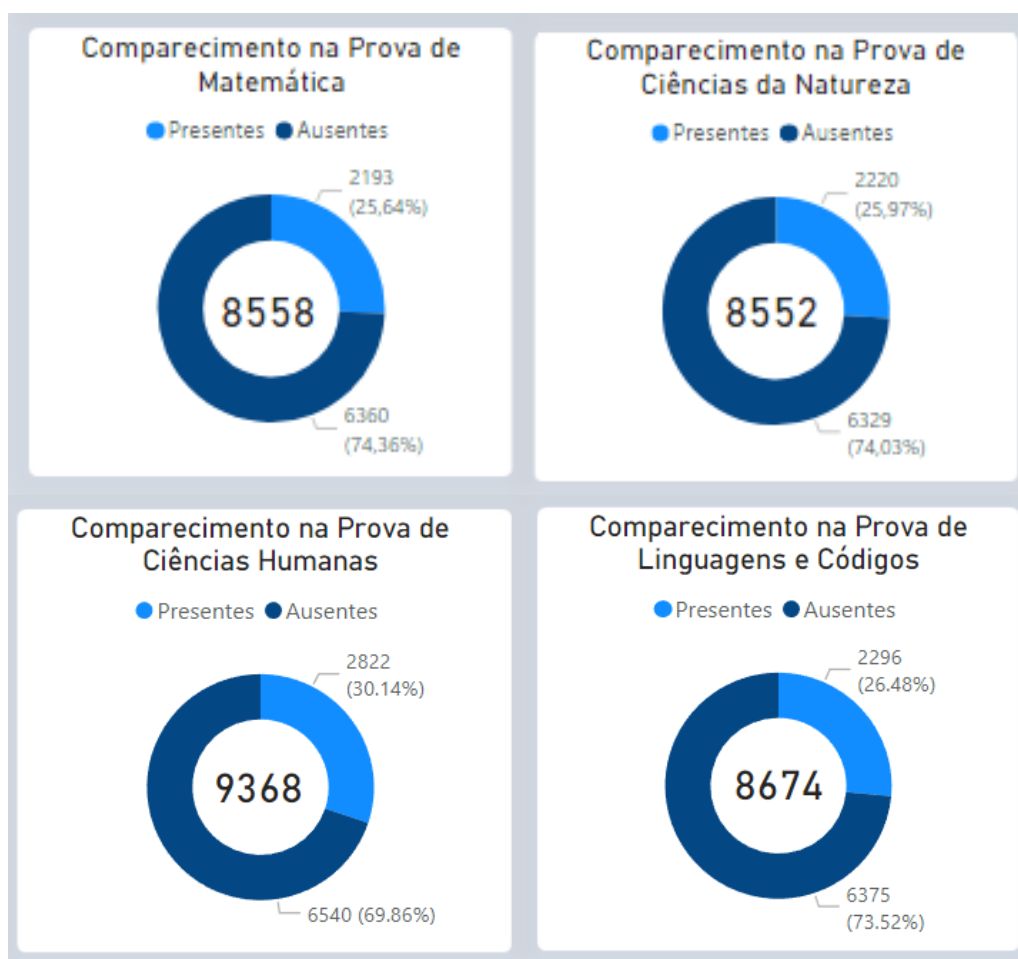 Comparecimento na Prova de
Matemática
Presentes Ausentes
2193
(25,64%)
8558
6360
(74,36%)
Comparecimento na Prova de
Ciências da Natureza
Presentes Ausentes
2220
(25,97%)
8552
6329
(74,03%)
Comparecimento na Prova de
Ciências Humanas
Presentes Ausentes
2822
(30.14%)
9368
6540 (69.86%)
Comparecimento na Prova de
Linguagens e Códigos
Presentes Ausentes
2296
(26.48%)
8674
6375
(73.52%)